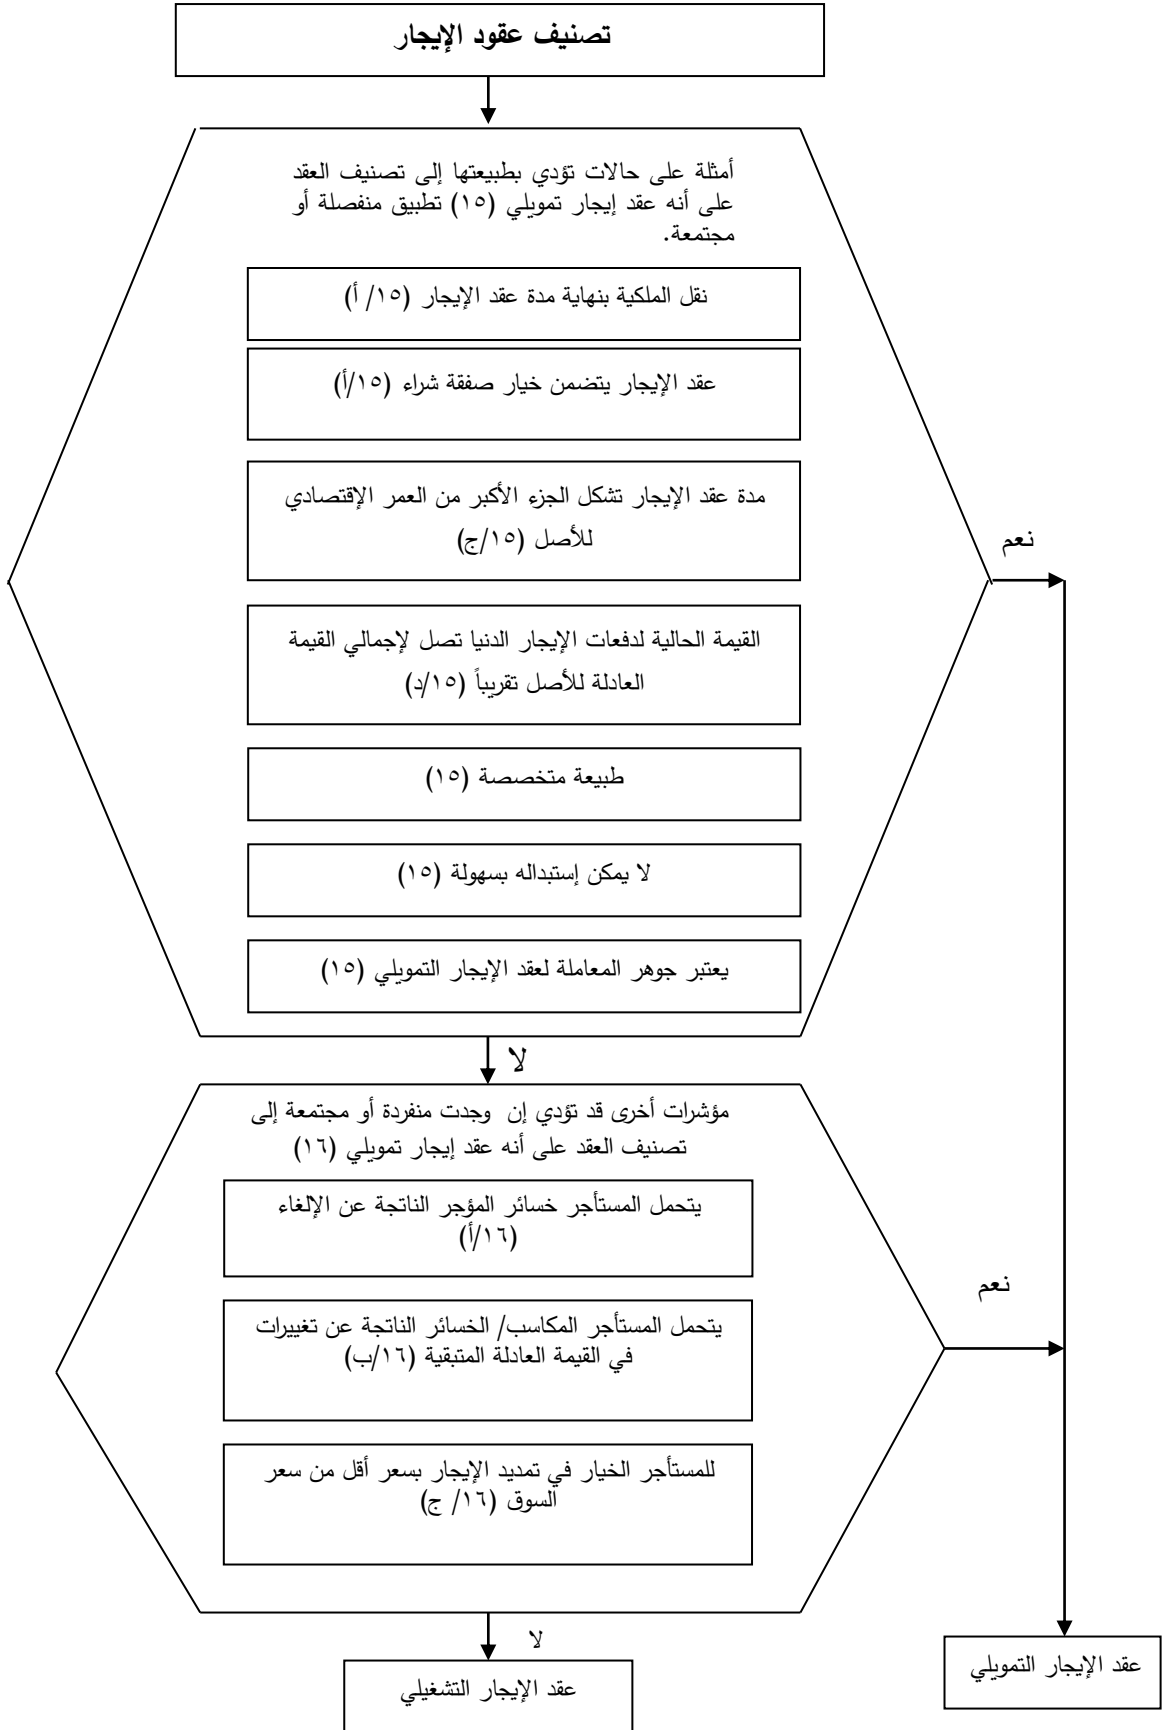 تصنيف عقود الإيجار
أمثلة على حالات تؤدي بطبيعتها إلى تصنيف العقد
على أنه عقد إيجار تمويلي (١٥) تطبيق منفصلة أو
مجتمعة.
نقل الملكية بنهاية مدة عقد الإيجار (١٥/ أ)
عقد الإيجار يتضمن خيار صفقة شراء (١٥/أ)
مدة عقد الإيجار تشكل الجزء الأكبر من العمر الإقتصادي
للأصل (١٥/ج)
نعم
القيمة الحالية لدفعات الإيجار الدنيا تصل لإجمالي القيمة
العادلة للأصل تقريباً (١٥/د)
طبيعة متخصصة (١٥)
لا يمكن إستبداله بسهولة (١٥)
يعتبر جوهر المعاملة لعقد الإيجار التمويلي (١٥)
لا
مؤشرات أخرى قد تؤدي إن وجدت منفردة أو مجتمعة إلى
تصنيف العقد على أنه عقد إيجار تمويلي (١٦)
يتحمل المستأجر خسائر المؤجر الناتجة عن الإلغاء
(١٦/أ)
نعم
يتحمل المستأجر المكاسب/ الخسائر الناتجة عن تغييرات
في القيمة العادلة المتبقية (١٦/ب)
للمستأجر الخيار في تمديد الإيجار بسعر أقل من سعر
السوق (١٦/ ج)
لا
عقد الإيجار التمويلي
عقد الإيجار التشغيلي